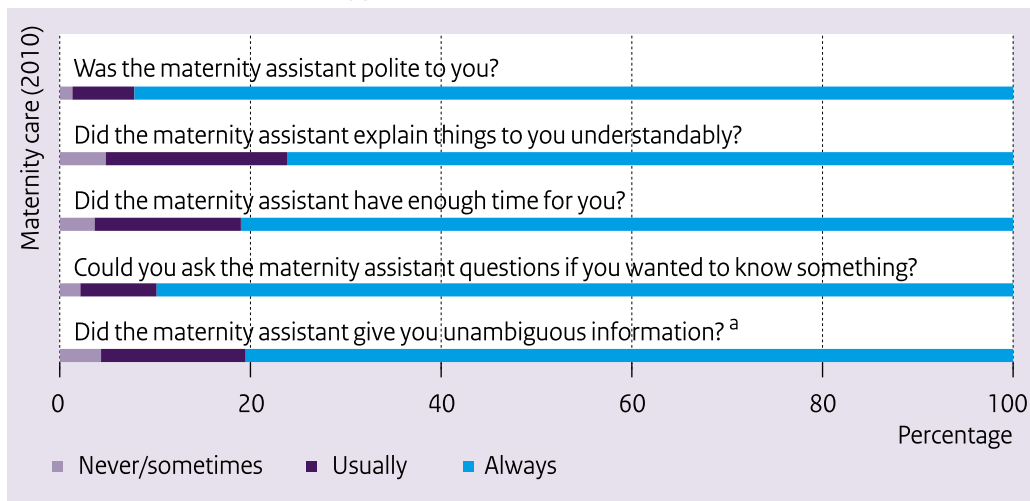 Maternity care (2010)
Was the maternity assistant polite to you?
Did the maternity assistant explain things to you understandably?
Did the maternity assistant have enough time for you?
Could you ask the maternity assistant questions if you wanted to know something?
Did the maternity assistant give you unambiguous information? a
0 20 40 60 80 100
Percentage
Never/sometimes Usually Always